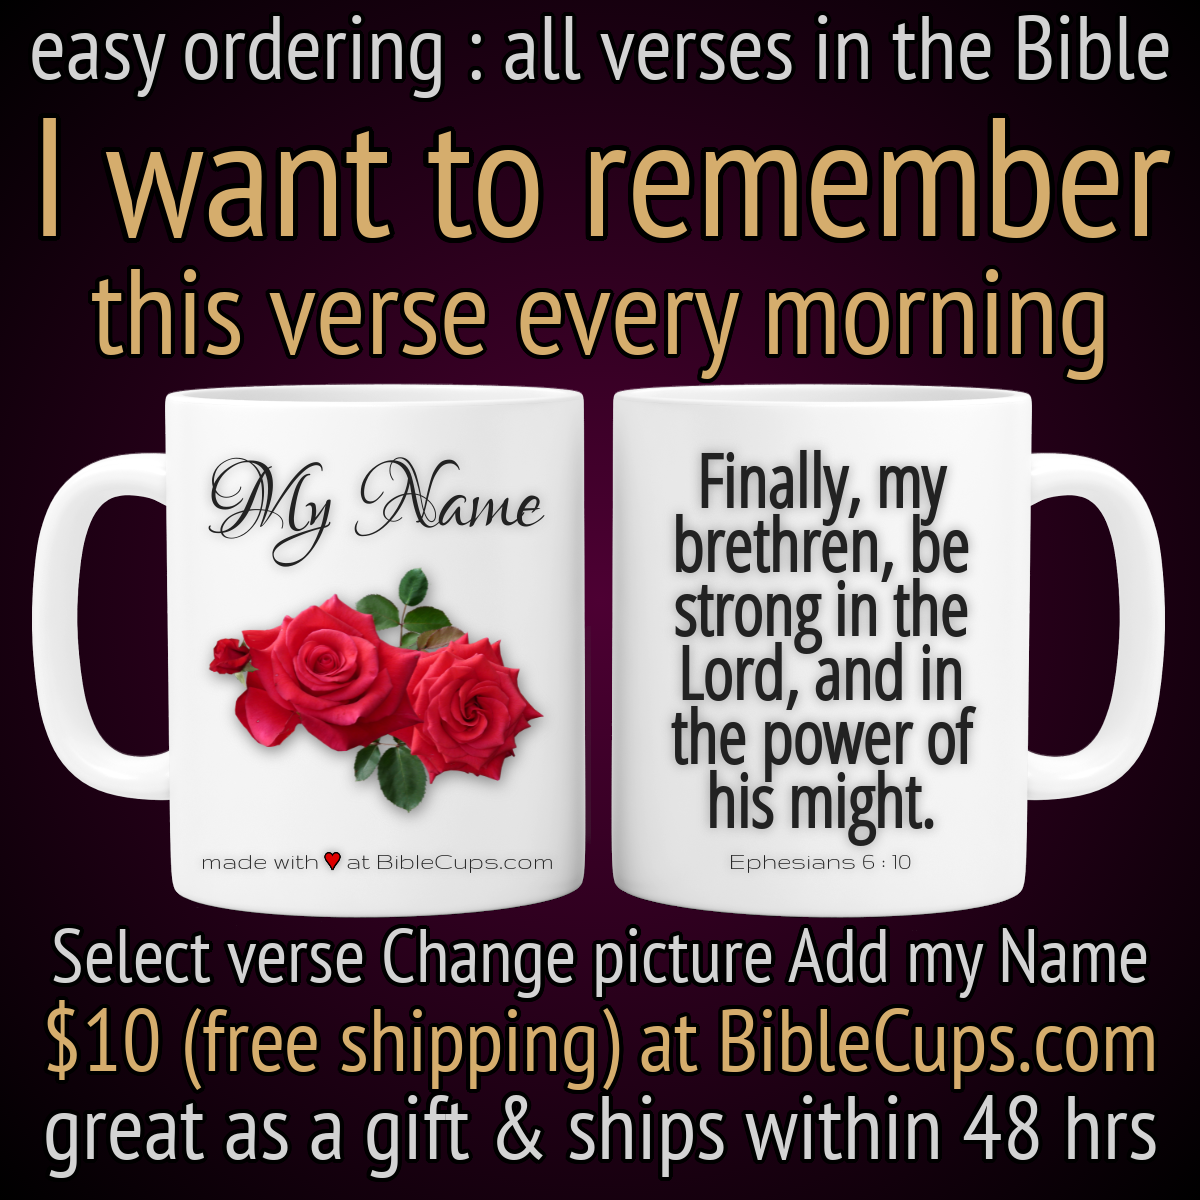 easy ordering : all verses in the Bible
I want to remember
this verse every morning
My Name
made with ❤ at BibleCups.com
Finally, my
brethren, be
strong in the
Lord, and in
the power of
his might.
Ephesians 6 : 10
Select verse Change picture Add my Name
$10 (free shipping) at BibleCups.com
great as a gift & ships within 48 hrs